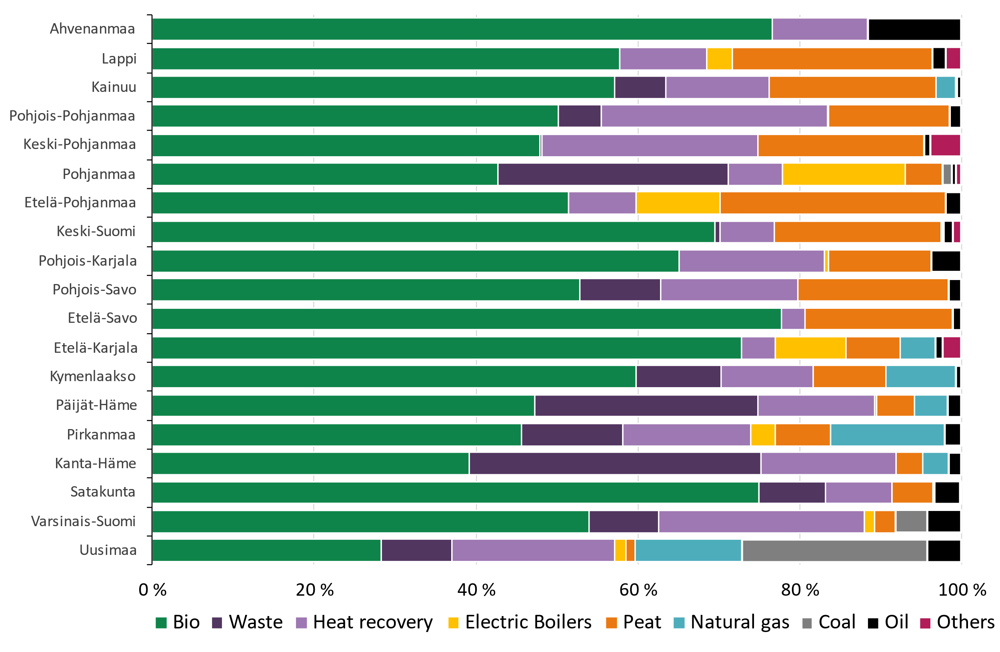 Ahvenanmaa
Lappi
Kainuu
Pohjois-Pohjanmaa
Keski-Pohjanmaa
Pohjanmaa
Etelä-Pohjanmaa
Keski-Suomi
Pohjois-Karjala
Pohjois-Savo
Etelä-Savo
Etelä-Karjala
Kymenlaakso
Päijät-Häme
Pirkanmaa
Kanta-Häme
Satakunta
Varsinais-Suomi
Uusimaa
0 % 20 % 40 % 60 % 80 % 100 %
Bio Waste Heat recovery Electric Boilers Peat Natural gas Coal Oil Others